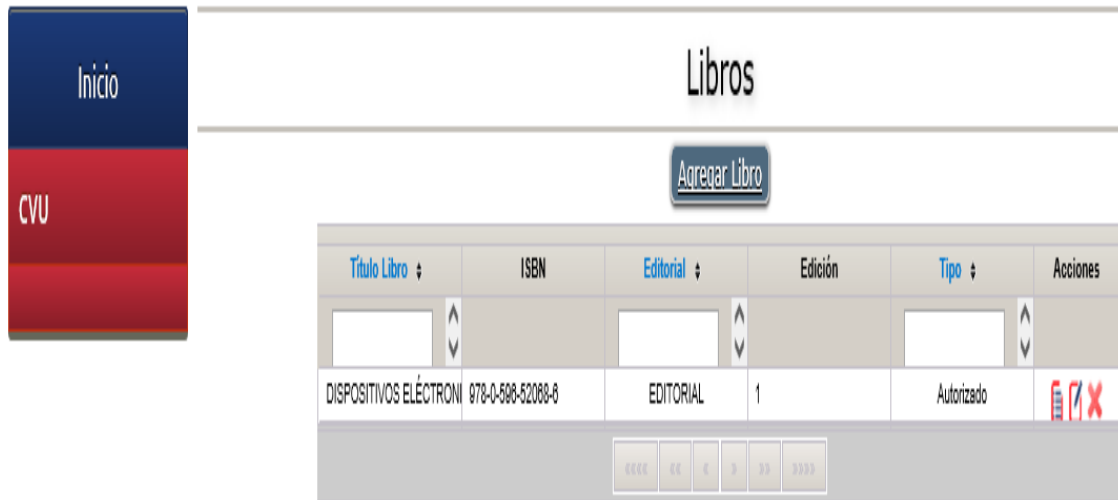 Inicio
Libros
Agregar Libro
CVU
Título Libro ISBN Editorial Edición Tipo Acciones
DISPOSITIVOS ELÉCTRONI 978-0-596-52068-6 EDITORIAL 1 Autorizado
«« «« « » »» »»»»